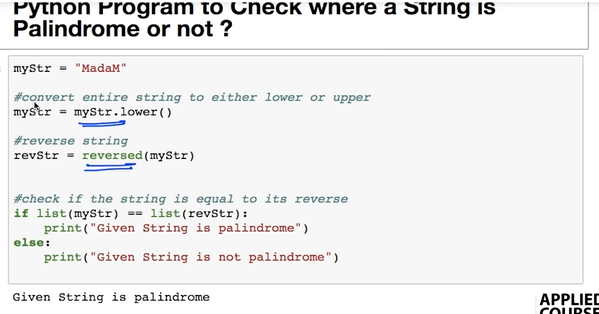 Python Program to Check where a String is
Palindrome or not ?
myStr = "MadaM"
#convert entire string to either lower or upper
myStr = myStr.lower()
#reverse string
revStr = reversed(myStr)
#check if the string is equal to its reverse
if list(myStr) == list(revStr):
print("Given String is palindrome")
else:
print("Given String is not palindrome")
Given String is palindrome
APPLIED
COURSE